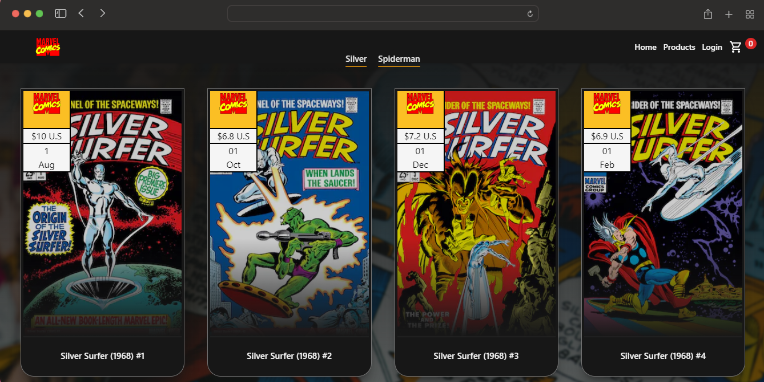 MARVEL
COMICS
Home Products Login 0
Silver Spiderman
MARVEL
COMICS
$10 U.S
1
Aug
NEL OF THE SPACEWAYS!
SILVER
SURFER
BIG
PREMIERE
ISSUE!
THE
ORIGIN
OF THE
SILVER
SURFER!
AN ALL-NEW BOOK-LENGTH MARVEL EPIC!
Silver Surfer (1968) #1
MARVEL
COMICS
$6.8 U.S
01
Oct
NEL OF THE SPACEWAYS!
SILVER
SURFER
WHEN LANDS
THE SAUCER!
Silver Surfer (1968) #2
MARVEL
COMICS
$7.2 U.S
01
Dec
IDER OF THE SPACEWAYS!
SILVER
SURFER
THE POWER
AND
THE PRIZE!
Silver Surfer (1968) #3
MARVEL
COMICS
$6.9 U.S
01
Feb
IDER OF THE SPACEWAYS!
SILVER
SURFER
MARVEL
COMICS
GROUP
Silver Surfer (1968) #4